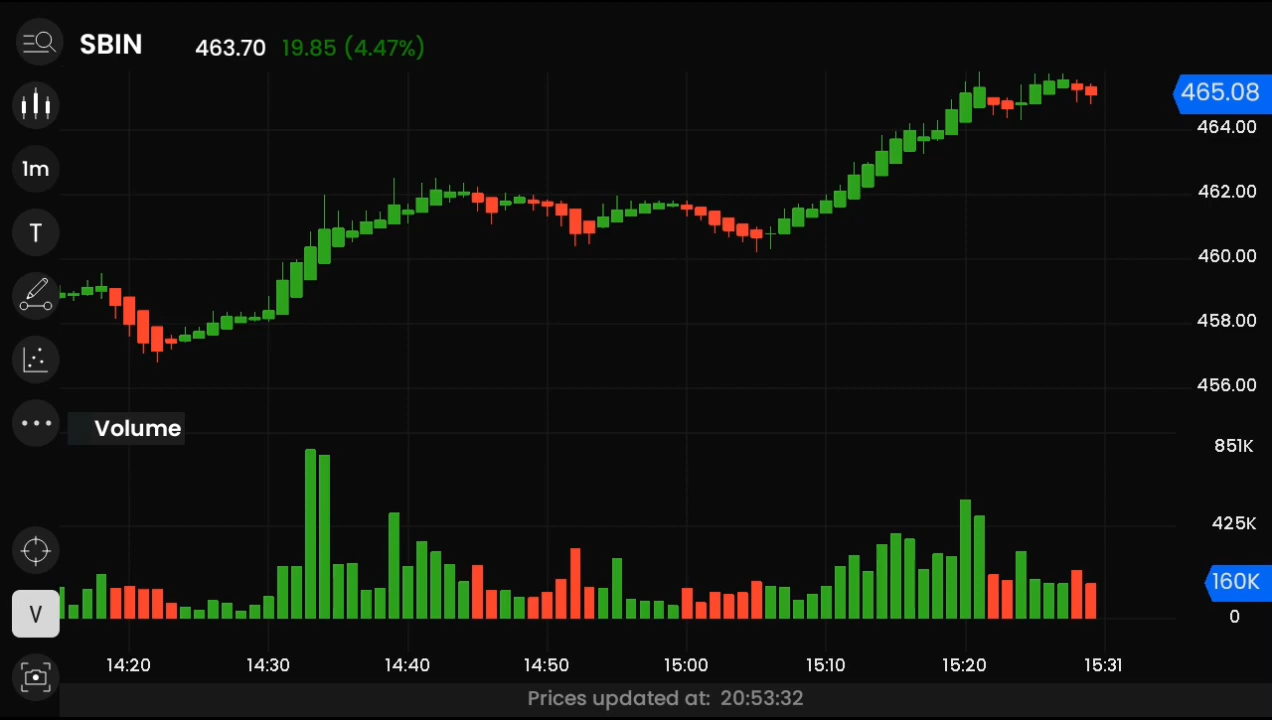 SBIN 463.70 19.85 (4.47%)
465.08
464.00
1m
462.00
T
460.00
458.00
456.00
Volume
851K
425K
160K
V
0
14:20 14:30 14:40 14:50 15:00 15:10 15:20 15:31
Prices updated at: 20:53:32